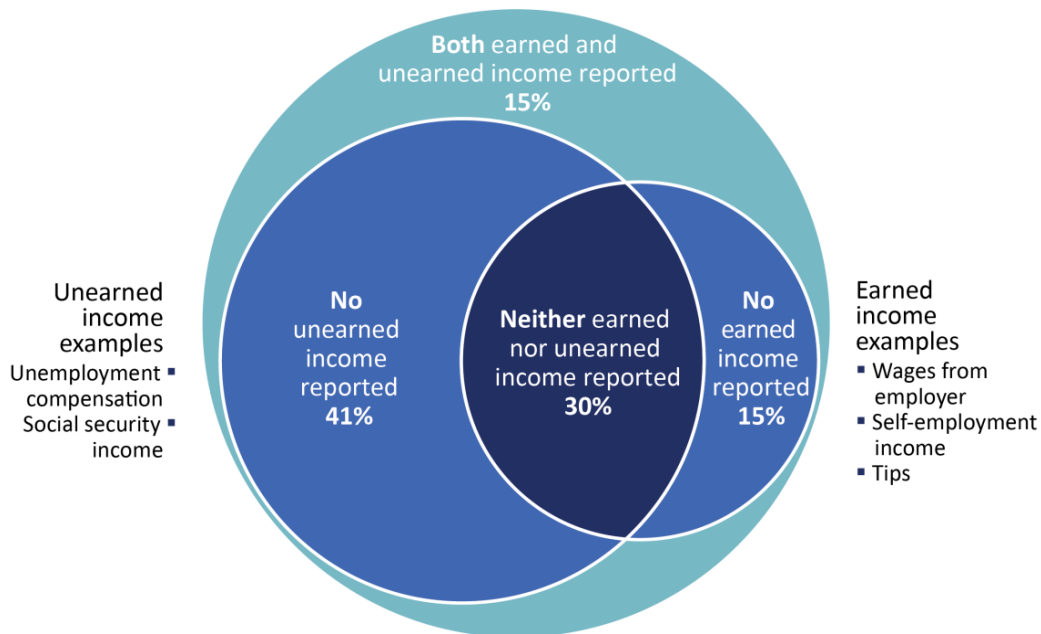 Both earned and
unearned income reported
15%
Unearned
income
examples
Unemployment ▪
compensation
Social security ▪
income
No
unearned
income
reported
41%
Neither earned
nor unearned
income reported
30%
No
earned
income
reported
15%
Earned
income
examples
▪ Wages from
employer
▪ Self-employment
income
▪ Tips